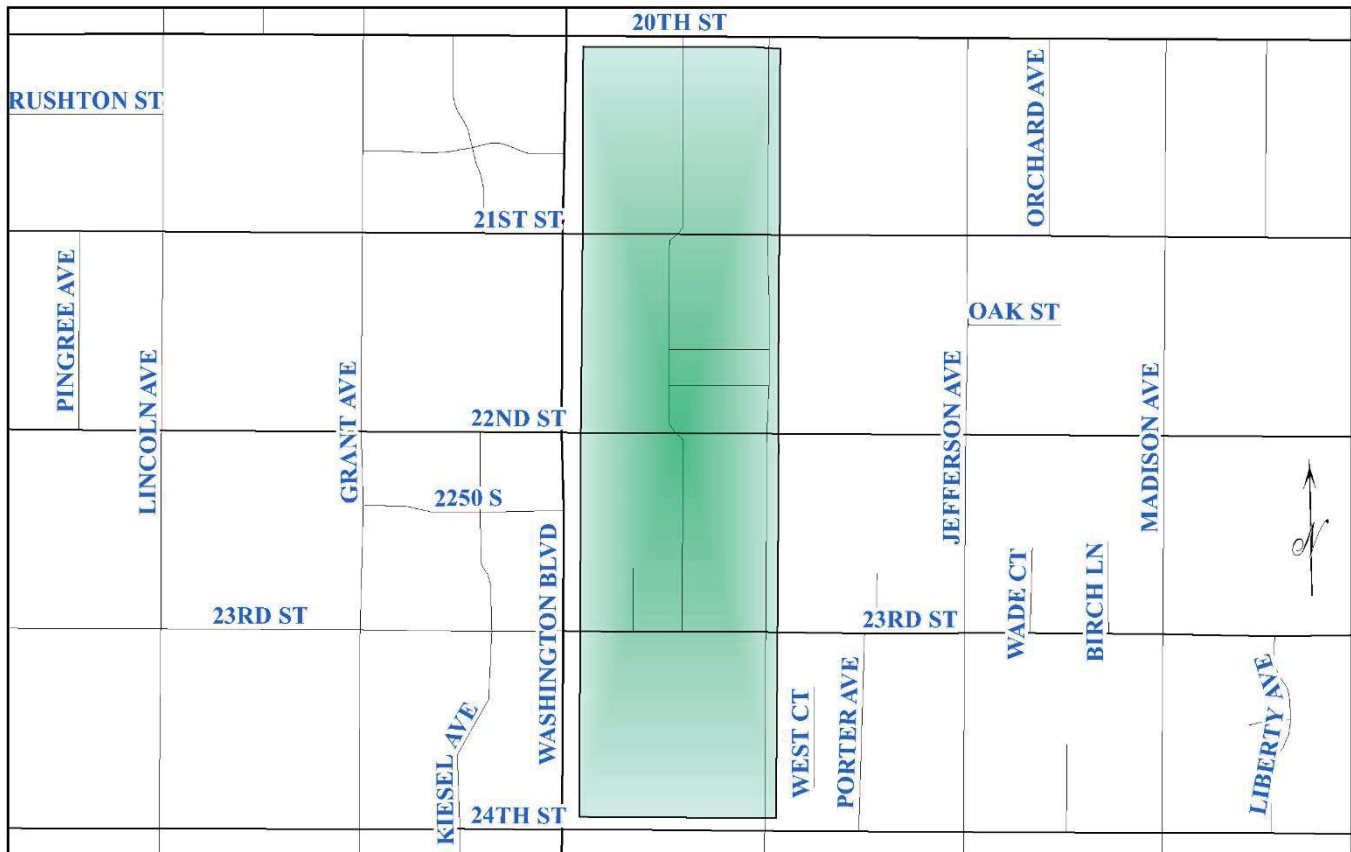 20TH ST
RUSHTON ST
ORCHARD AVE
21ST ST
PINGREE AVE
OAK ST
LINCOLN AVE
GRANT AVE
22ND ST
JEFFERSON AVE
MADISON AVE
2250 S
N
WASHINGTON BLVD
23RD ST
23RD ST
WADE CT
BIRCH LN
KIESEL AVE
WEST CT
PORTER AVE
LIBERTY AVE
24TH ST